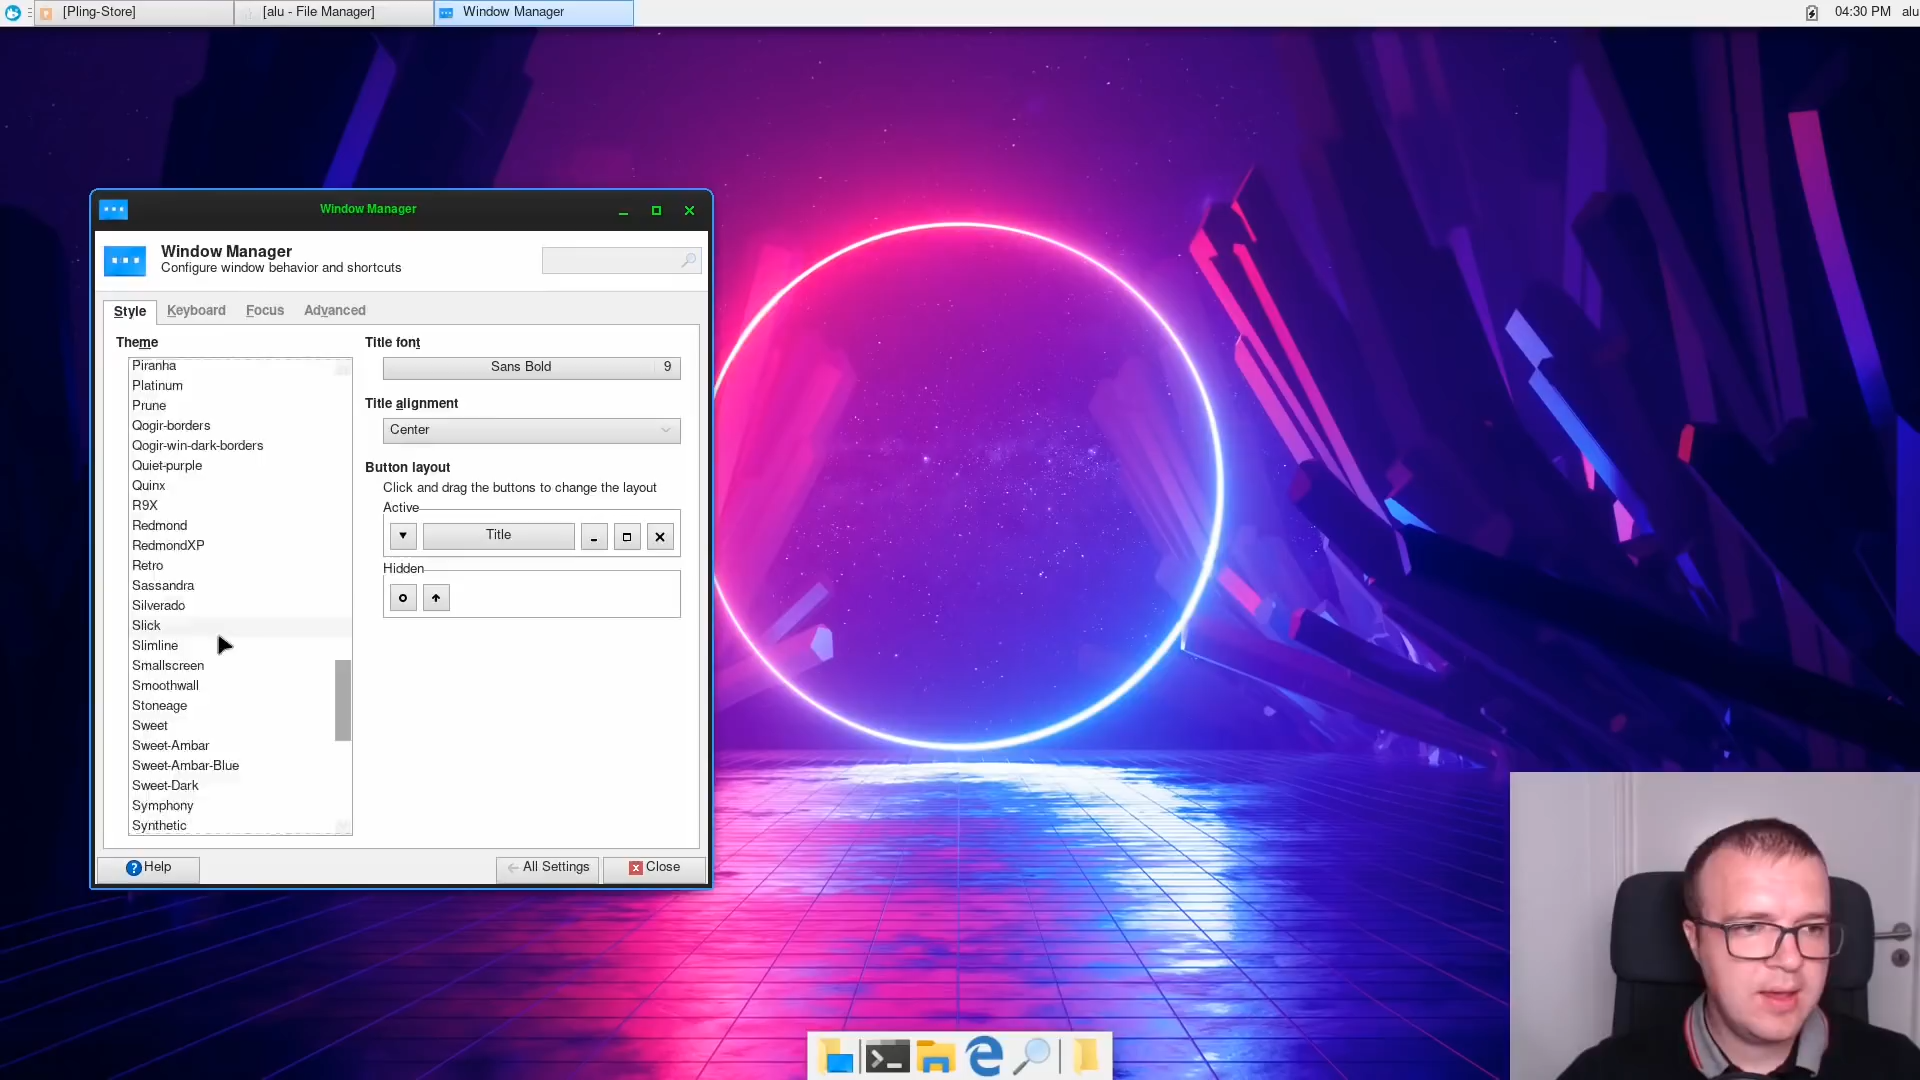 [Pling-Store] [alu - File Manager] Window Manager 04:30 PM alu
Window Manager
Window Manager
Configure window behavior and shortcuts
Style Keyboard Focus Advanced
Theme
Piranha
Platinum
Prune
Qogir-borders
Qogir-win-dark-borders
Quiet-purple
Quinx
R9X
Redmond
RedmondXP
Retro
Sassandra
Silverado
Slick
Slimline
Smallscreen
Smoothwall
Stoneage
Sweet
Sweet-Ambar
Sweet-Ambar-Blue
Sweet-Dark
Symphony
Synthetic
Title font
Sans Bold 9
Title alignment
Center
Button layout
Click and drag the buttons to change the layout
Active
Title
Hidden
Help All Settings Close